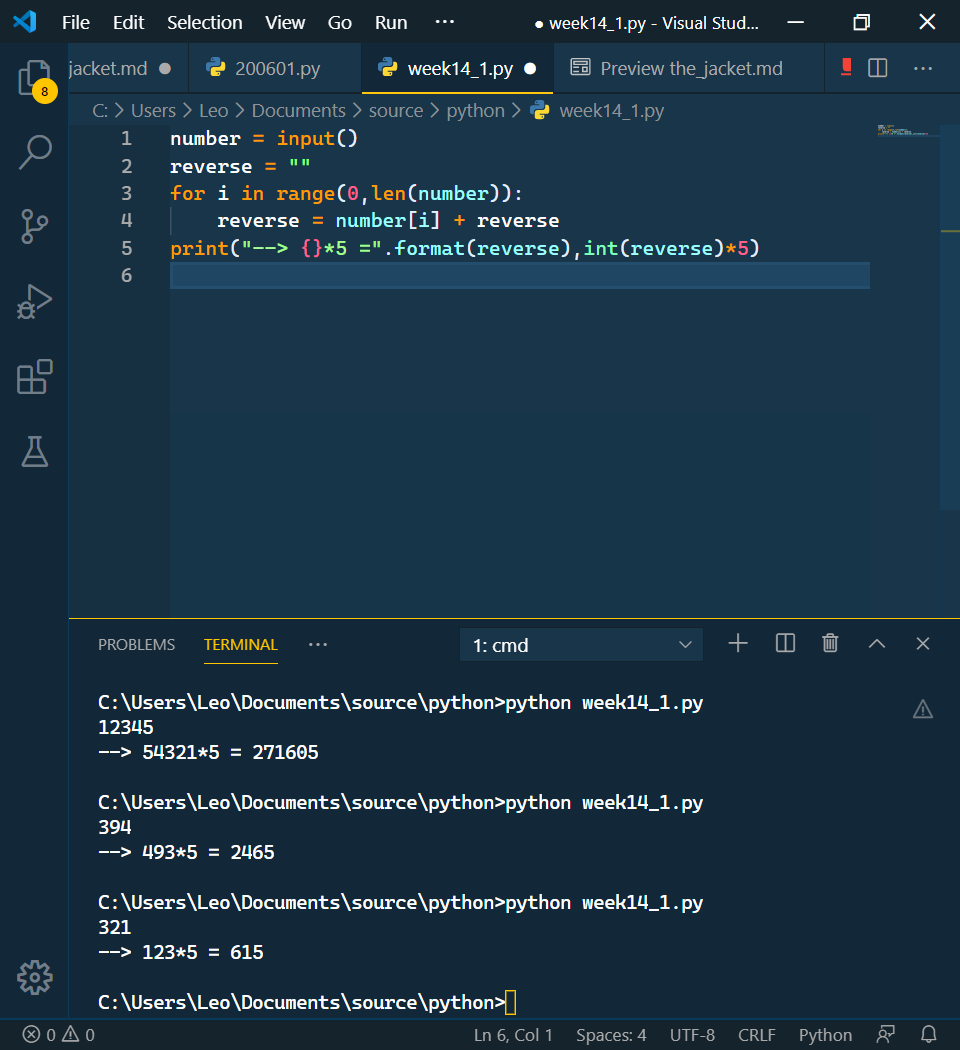 File Edit Selection View Go Run ··· ● week14_1.py - Visual Stud...
jacket.md ● 200601.py week14_1.py ● Preview the_jacket.md ···
8
C: > Users > Leo > Documents > source > python > week14_1.py
1 number = input()
2 reverse = ""
3 for i in range(0,len(number)):
4     reverse = number[i] + reverse
5 print("--> {}*5 =".format(reverse),int(reverse)*5)
6
PROBLEMS TERMINAL ··· 1: cmd
C:\Users\Leo\Documents\source\python>python week14_1.py
12345
--> 54321*5 = 271605
C:\Users\Leo\Documents\source\python>python week14_1.py
394
--> 493*5 = 2465
C:\Users\Leo\Documents\source\python>python week14_1.py
321
--> 123*5 = 615
C:\Users\Leo\Documents\source\python>
0 0 Ln 6, Col 1 Spaces: 4 UTF-8 CRLF Python